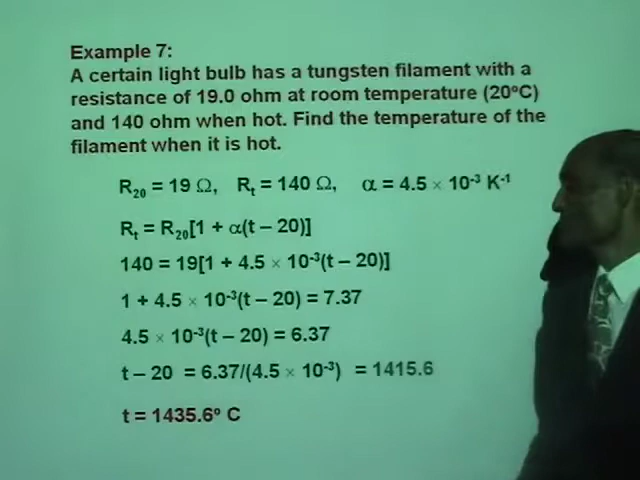 Example 7:
A certain light bulb has a tungsten filament with a
resistance of 19.0 ohm at room temperature (20ºC)
and 140 ohm when hot. Find the temperature of the
filament when it is hot.
R₂₀ = 19 Ω, Rₜ = 140 Ω, α = 4.5 × 10⁻³ K⁻¹
Rₜ = R₂₀[1 + α(t – 20)]
140 = 19[1 + 4.5 × 10⁻³(t – 20)]
1 + 4.5 × 10⁻³(t – 20) = 7.37
4.5 × 10⁻³(t – 20) = 6.37
t – 20 = 6.37/(4.5 × 10⁻³) = 1415.6
t = 1435.6º C